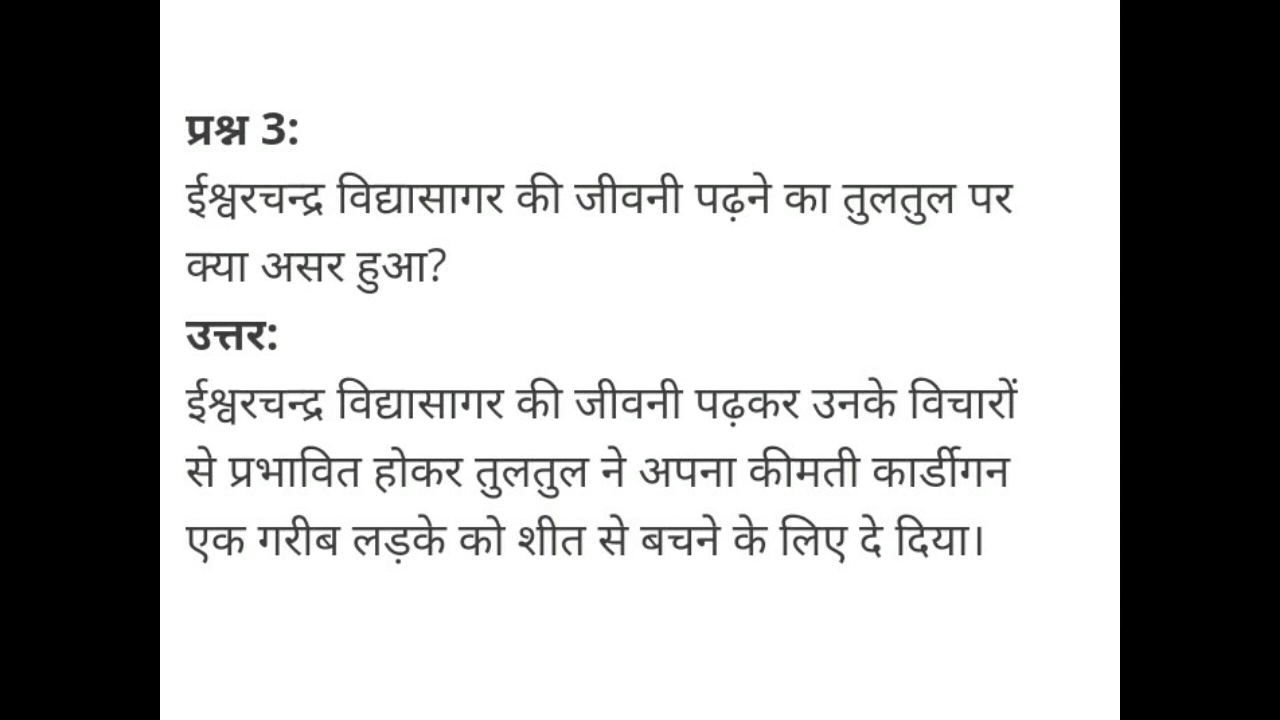 प्रश्न 3:
ईश्वरचन्द्र विद्यासागर की जीवनी पढ़ने का तुलतुल पर
क्या असर हुआ?
उत्तर:
ईश्वरचन्द्र विद्यासागर की जीवनी पढ़कर उनके विचारों
से प्रभावित होकर तुलतुल ने अपना कीमती कार्डीगन
एक गरीब लड़के को शीत से बचने के लिए दे दिया।